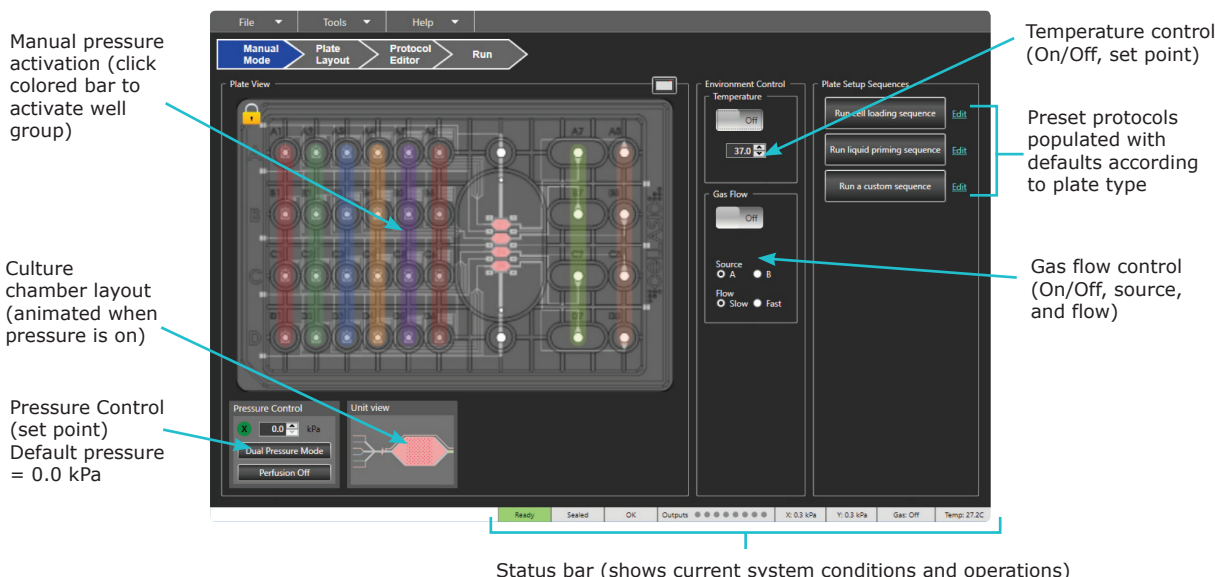 File
Tools
Help
Manual
Mode
Plate
Layout
Protocol
Editor
Run
Manual pressure
activation (click
colored bar to
activate well
group)
Culture
chamber layout
(animated when
pressure is on)
Pressure Control
(set point)
Default pressure
= 0.0 kPa
Plate View
A7
B
C
D
Pressure Control
X 0.0 kPa
Dual Pressure Mode
Perfusion Off
Unit view
Environment Control
Temperature
Off
37.0
Gas Flow
Off
Source
A B
Flow
Slow Fast
Plate Setup Sequences
Run cell loading sequence Edit
Run liquid priming sequence Edit
Run a custom sequence Edit
Temperature control
(On/Off, set point)
Preset protocols
populated with
defaults according
to plate type
Gas flow control
(On/Off, source,
and flow)
Ready Sealed OK Outputs X: 0.3 kPa Y: 0.3 kPa Gas: Off Temp: 27.2C
Status bar (shows current system conditions and operations)